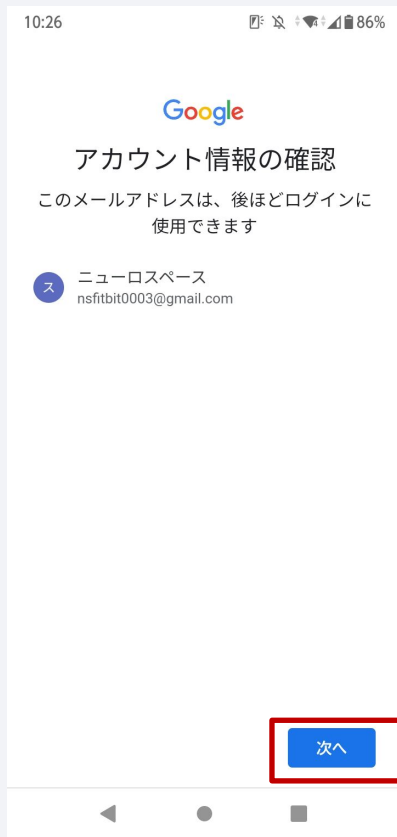 10:26
86%
Google
アカウント情報の確認
このメールアドレスは、後ほどログインに
使用できます
ス
ニューロスペース
nsfitbit0003@gmail.com
次へ